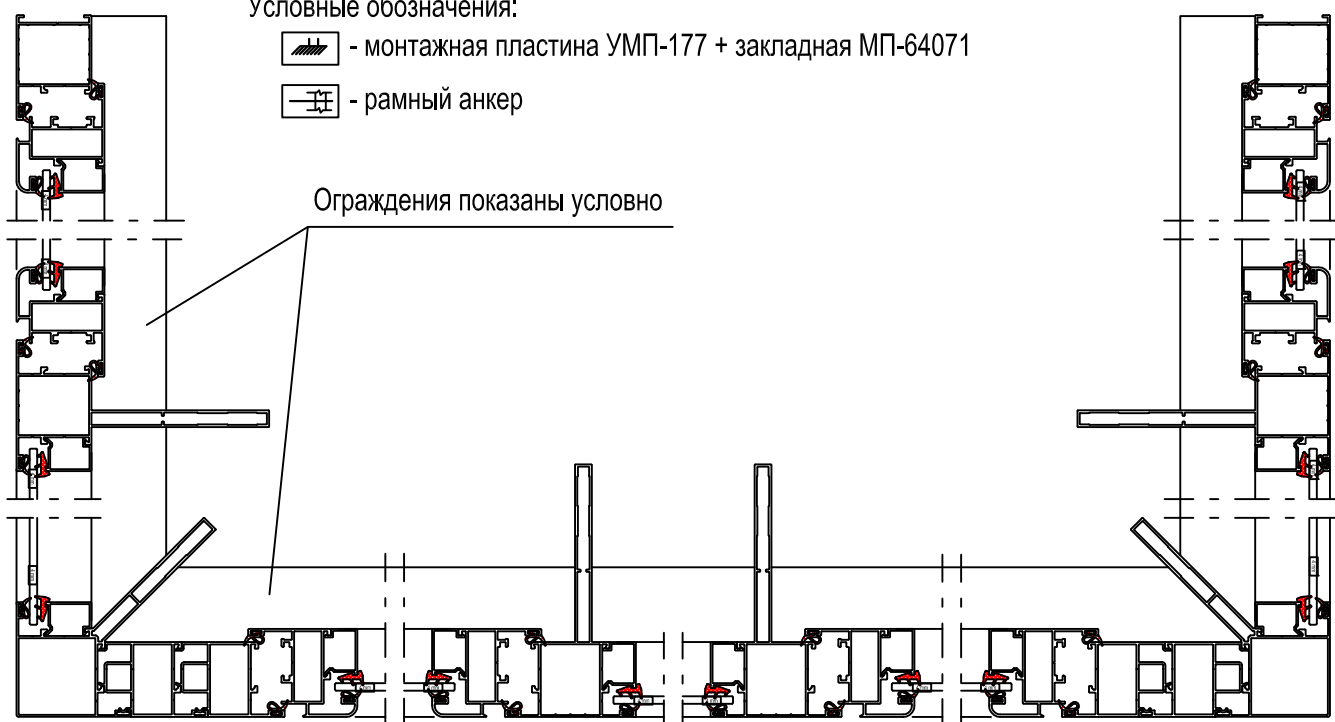 Условные обозначения:
- монтажная пластина УМП-177 + закладная МП-64071
- рамный анкер
Ограждения показаны условно